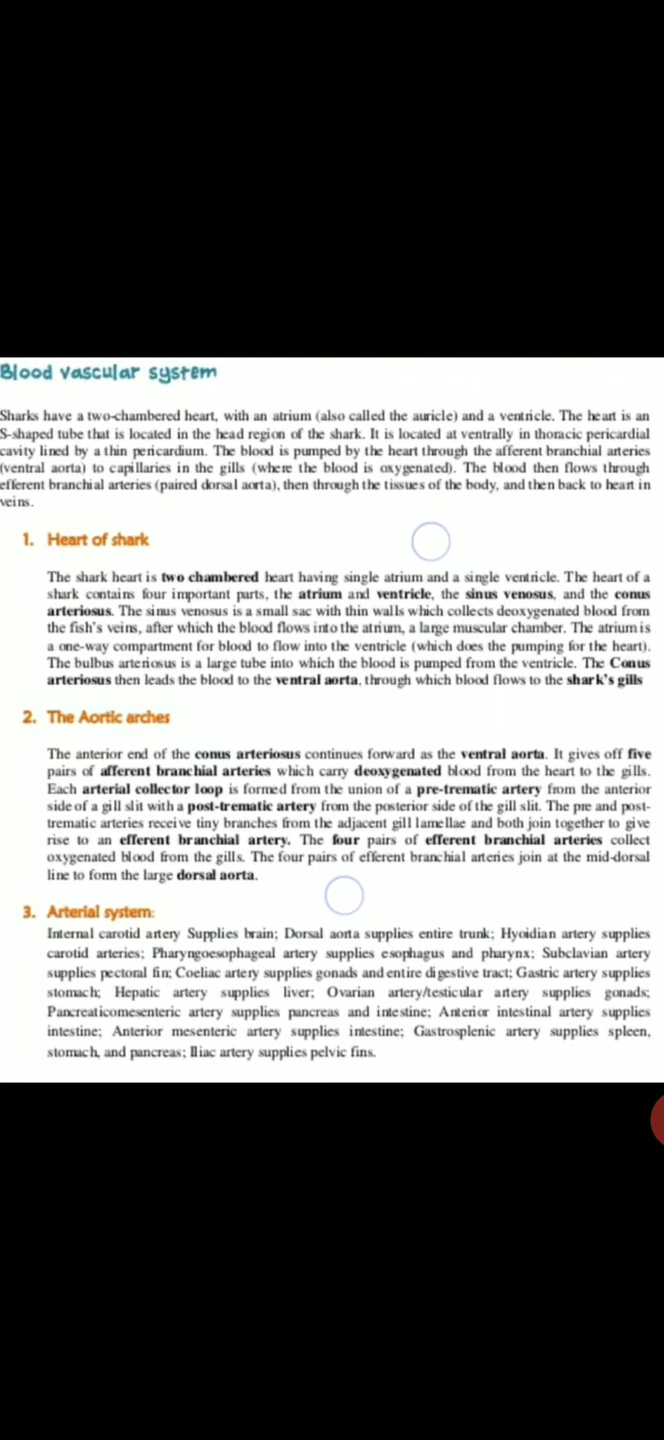 Blood vascular system
Sharks have a two-chambered heart, with an atrium (also called the auricle) and a ventricle. The heart is an
S-shaped tube that is located in the head region of the shark. It is located at ventrally in thoracic pericardial
cavity lined by a thin pericardium. The blood is pumped by the heart through the afferent branchial arteries
(ventral aorta) to capillaries in the gills (where the blood is oxygenated). The blood then flows through
efferent branchial arteries (paired dorsal aorta), then through the tissues of the body, and then back to heart in
veins.
1. Heart of shark
The shark heart is two chambered heart having single atrium and a single ventricle. The heart of a
shark contains four important parts, the atrium and ventricle, the sinus venosus, and the conus
arteriosus. The sinus venosus is a small sac with thin walls which collects deoxygenated blood from
the fish's veins, after which the blood flows into the atrium, a large muscular chamber. The atrium is
a one-way compartment for blood to flow into the ventricle (which does the pumping for the heart).
The bulbus arteriosus is a large tube into which the blood is pumped from the ventricle. The Conus
arteriosus then leads the blood to the ventral aorta, through which blood flows to the shark's gills
2. The Aortic arches
The anterior end of the conus arteriosus continues forward as the ventral aorta. It gives off five
pairs of afferent branchial arteries which carry deoxygenated blood from the heart to the gills.
Each arterial collector loop is formed from the union of a pre-trematic artery from the anterior
side of a gill slit with a post-trematic artery from the posterior side of the gill slit. The pre and post-
trematic arteries receive tiny branches from the adjacent gill lamellae and both join together to give
rise to an efferent branchial artery. The four pairs of efferent branchial arteries collect
oxygenated blood from the gills. The four pairs of efferent branchial arteries join at the mid-dorsal
line to form the large dorsal aorta.
3. Arterial system:
Internal carotid artery Supplies brain; Dorsal aorta supplies entire trunk; Hyoidian artery supplies
carotid arteries; Pharyngoesophageal artery supplies esophagus and pharynx; Subclavian artery
supplies pectoral fin; Coeliac artery supplies gonads and entire digestive tract; Gastric artery supplies
stomach; Hepatic artery supplies liver; Ovarian artery/testicular artery supplies gonads;
Pancreaticomesenteric artery supplies pancreas and intestine; Anterior intestinal artery supplies
intestine; Anterior mesenteric artery supplies intestine; Gastrosplenic artery supplies spleen,
stomach, and pancreas; Iliac artery supplies pelvic fins.